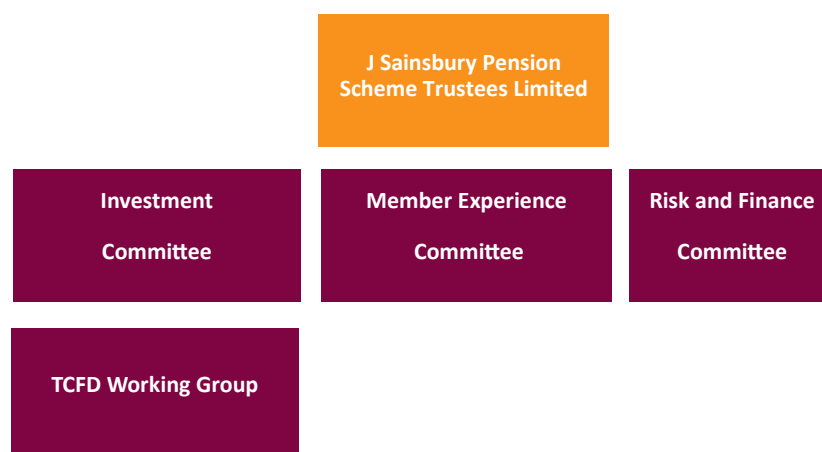 J Sainsbury Pension
Scheme Trustees Limited
Investment
Committee
Member Experience
Committee
Risk and Finance
Committee
TCFD Working Group